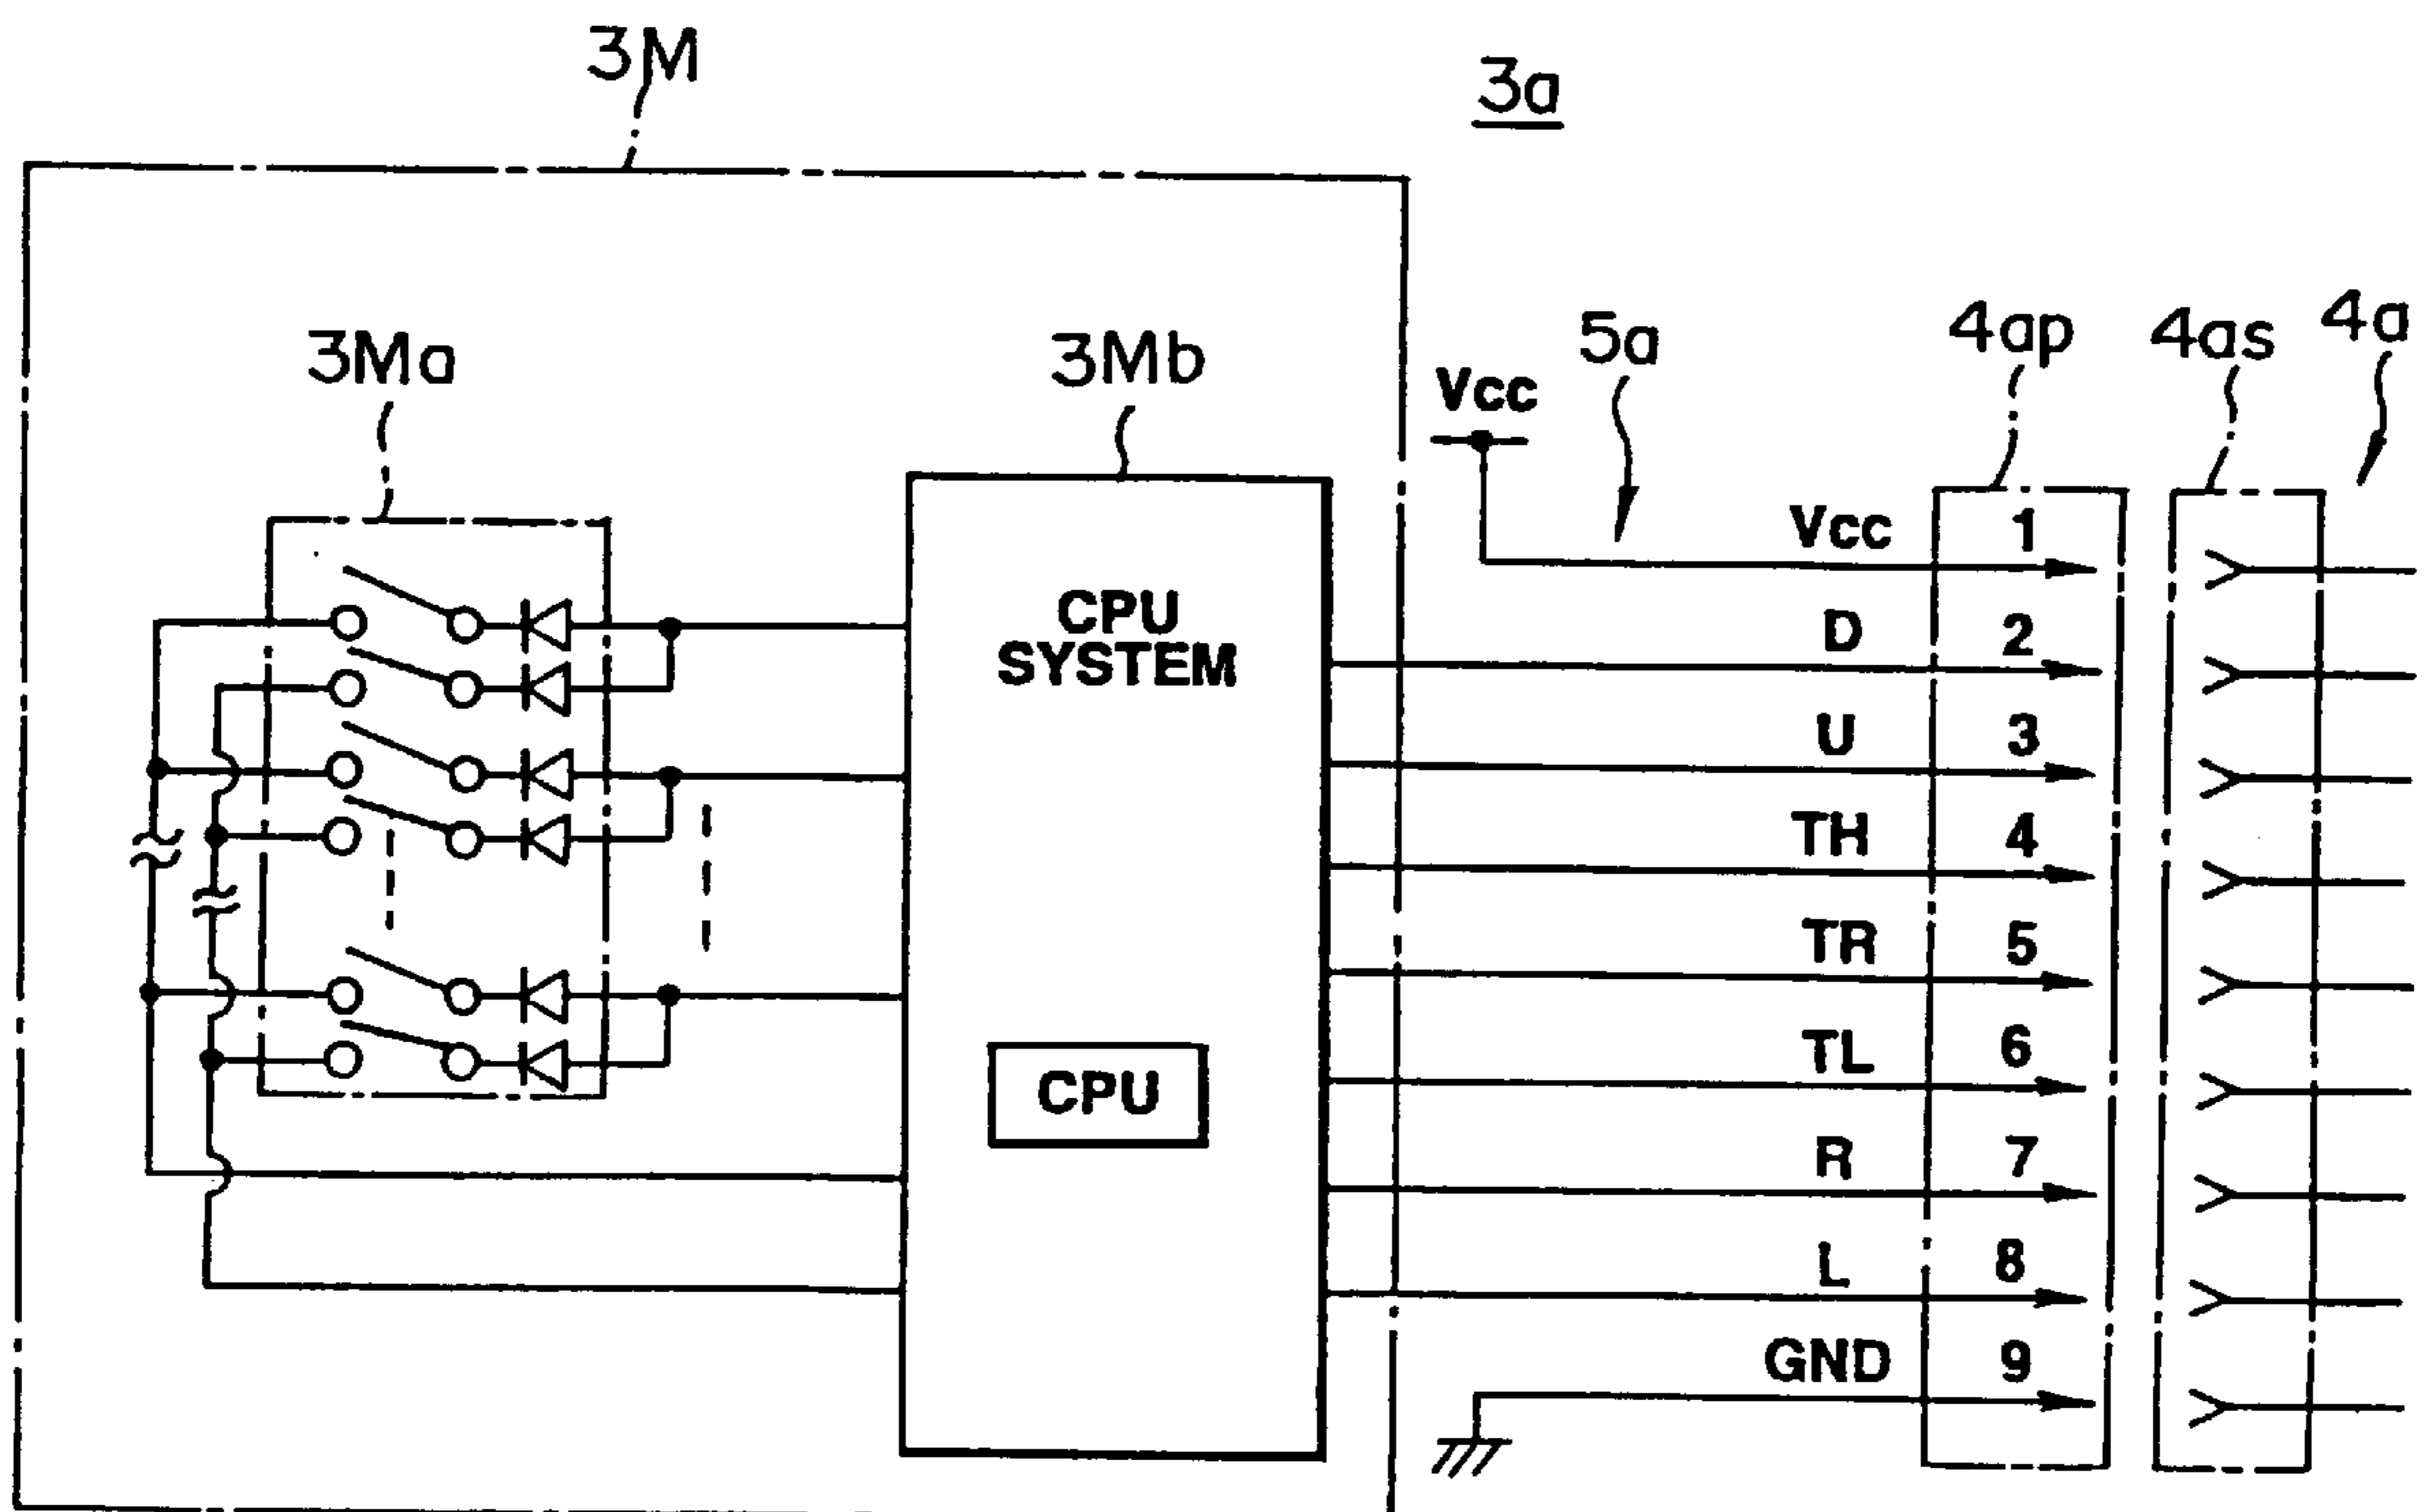 3M
3a
3Ma
3Mb
Vcc
5a
4ap
4as
4a
CPU
SYSTEM
CPU
Vcc 1
D 2
U 3
TH 4
TR 5
TL 6
R 7
L 8
GND 9